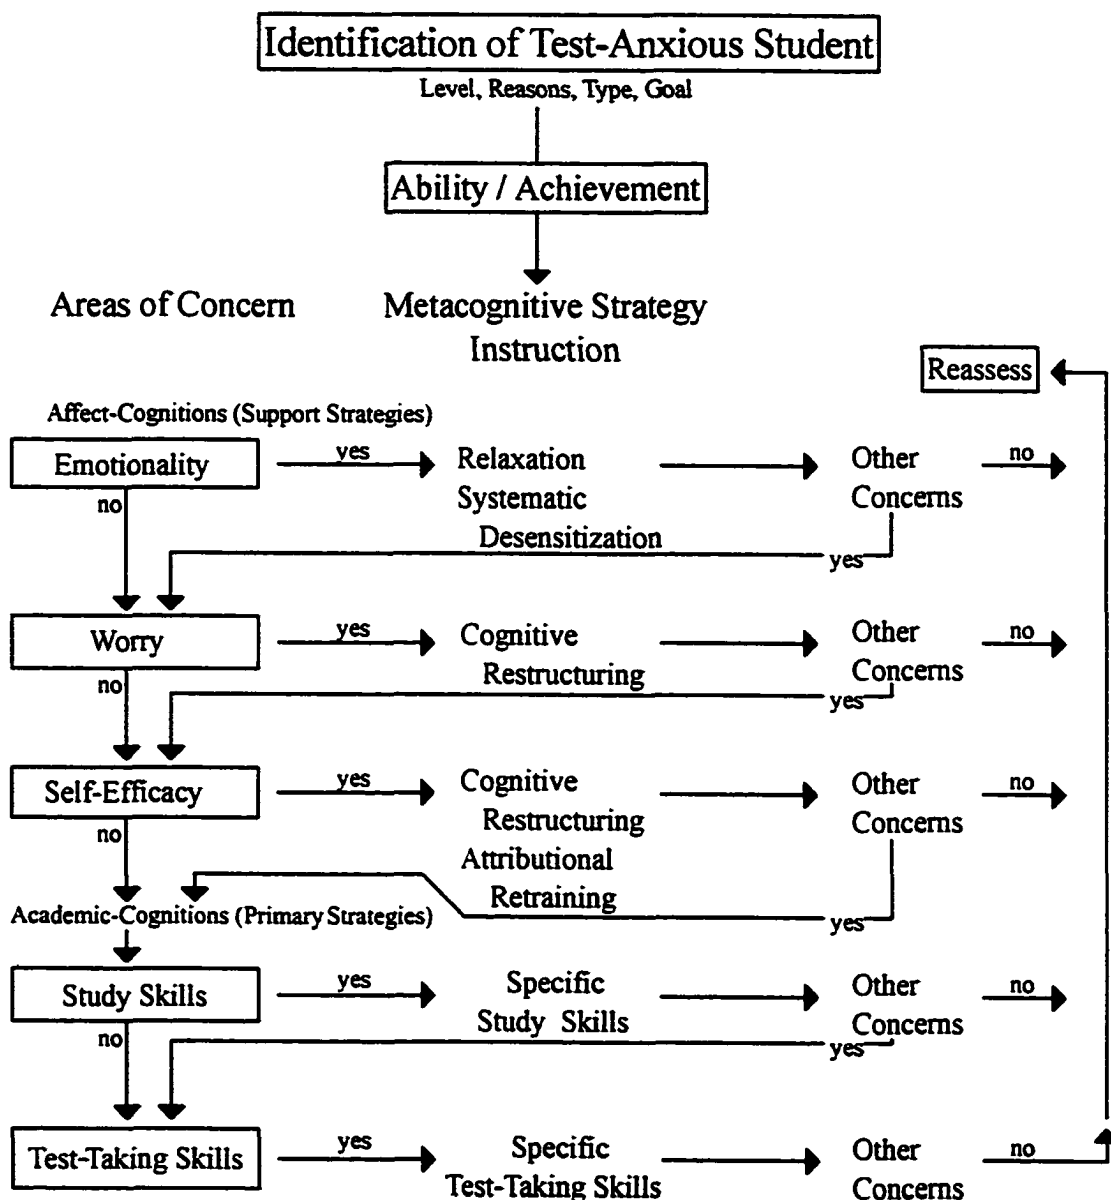 Identification of Test-Anxious Student
Level, Reasons, Type, Goal
Ability / Achievement
Areas of Concern
Metacognitive Strategy
Instruction
Reassess
Affect-Cognitions (Support Strategies)
Emotionality
yes
Relaxation
Systematic
Desensitization
Other
Concerns
no
no
yes
Worry
yes
Cognitive
Restructuring
Other
Concerns
no
no
yes
Self-Efficacy
yes
Cognitive
Restructuring
Attributional
Retraining
Other
Concerns
no
no
yes
Academic-Cognitions (Primary Strategies)
Study Skills
yes
Specific
Study Skills
Other
Concerns
no
no
yes
Test-Taking Skills
yes
Specific
Test-Taking Skills
Other
Concerns
no